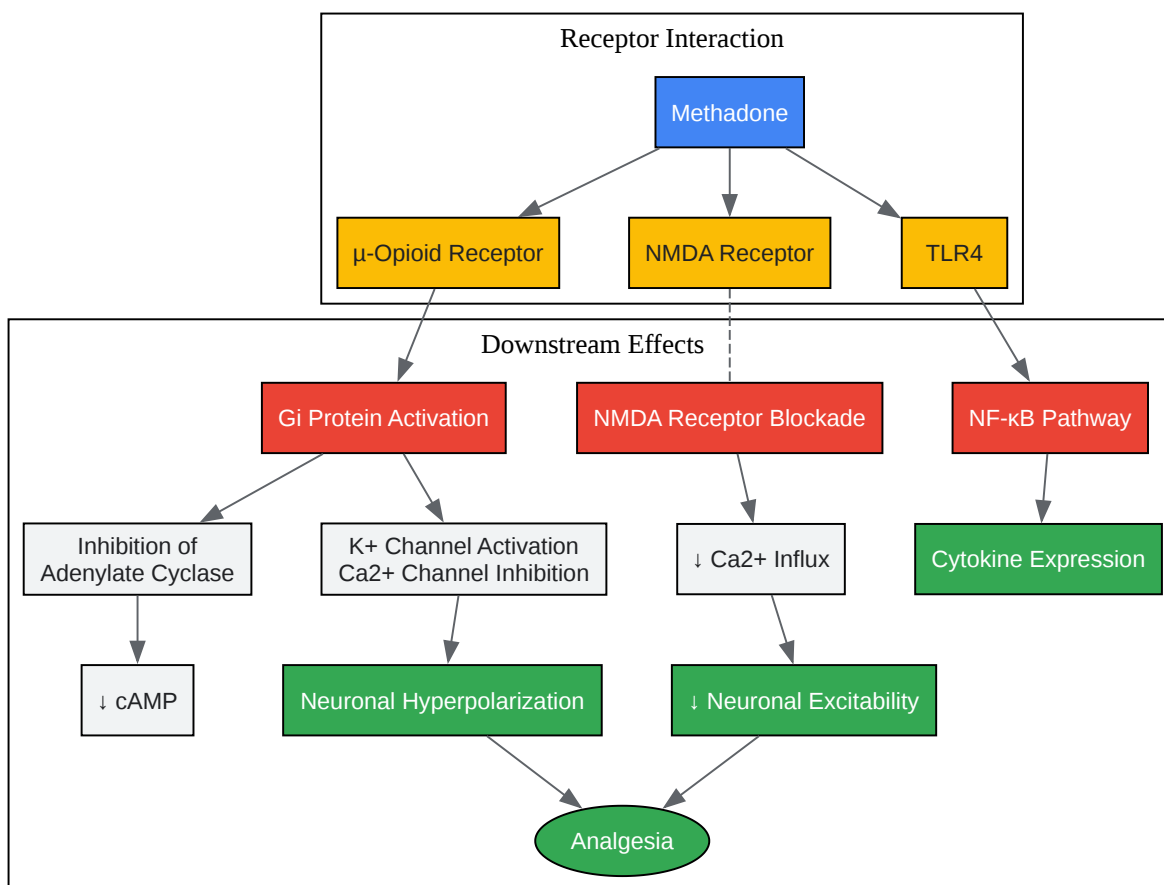 Receptor Interaction
Methadone
µ-Opioid Receptor
NMDA Receptor
TLR4
Downstream Effects
Gi Protein Activation
NMDA Receptor Blockade
NF-κB Pathway
Inhibition of
Adenylate Cyclase
K+ Channel Activation
Ca2+ Channel Inhibition
↓ Ca2+ Influx
Cytokine Expression
↓ cAMP
Neuronal Hyperpolarization
↓ Neuronal Excitability
Analgesia